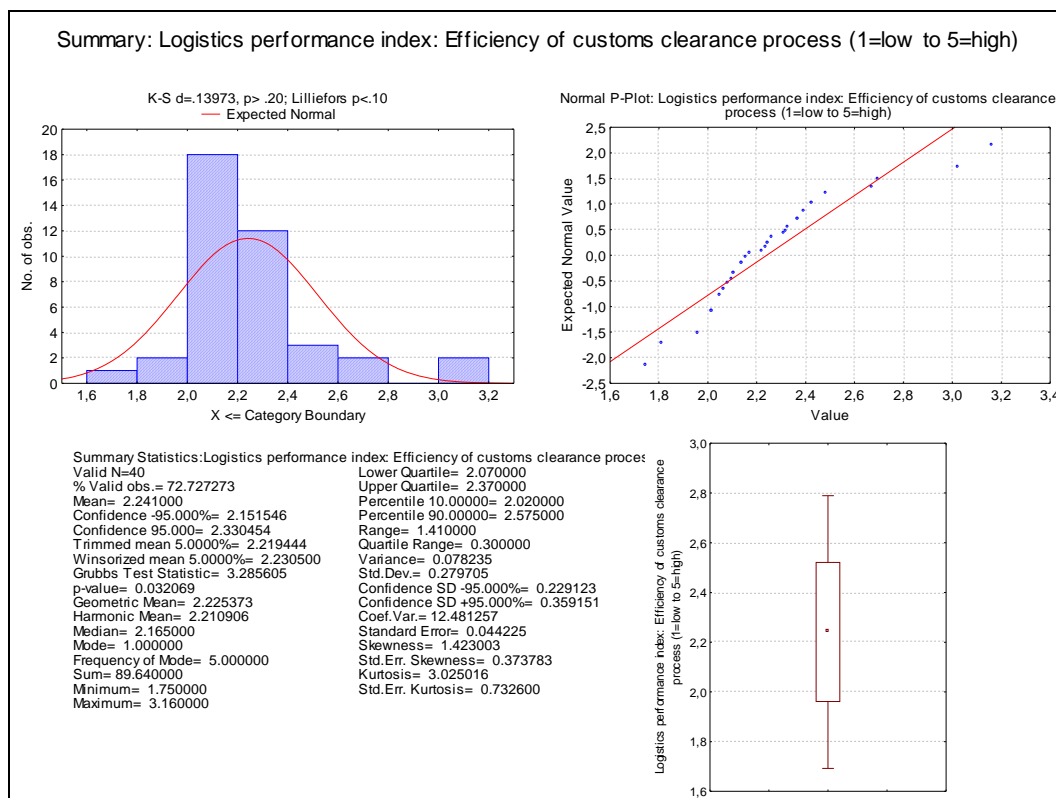 Summary: Logistics performance index: Efficiency of customs clearance process (1=low to 5=high)
K-S d=.13973, p> .20; Lilliefors p<.10
Expected Normal
20
18
16
14
12
10
8
6
4
2
0
No. of obs.
1,6 1,8 2,0 2,2 2,4 2,6 2,8 3,0 3,2
X <= Category Boundary
Normal P-Plot: Logistics performance index: Efficiency of customs clearance
process (1=low to 5=high)
2,5
2,0
1,5
1,0
0,5
0,0
-0,5
-1,0
-1,5
-2,0
-2,5
Expected Normal Value
1,6 1,8 2,0 2,2 2,4 2,6 2,8 3,0 3,2 3,4
Value
Summary Statistics:Logistics performance index: Efficiency of customs clearance proces
Valid N=40
% Valid obs.= 72.727273
Mean= 2.241000
Confidence -95.000%= 2.151546
Confidence 95.000= 2.330454
Trimmed mean 5.0000%= 2.219444
Winsorized mean 5.0000%= 2.230500
Grubbs Test Statistic= 3.285605
p-value= 0.032069
Geometric Mean= 2.225373
Harmonic Mean= 2.210906
Median= 2.165000
Mode= 1.000000
Frequency of Mode= 5.000000
Sum= 89.640000
Minimum= 1.750000
Maximum= 3.160000
Lower Quartile= 2.070000
Upper Quartile= 2.370000
Percentile 10.00000= 2.020000
Percentile 90.00000= 2.575000
Range= 1.410000
Quartile Range= 0.300000
Variance= 0.078235
Std.Dev.= 0.279705
Confidence SD -95.000%= 0.229123
Confidence SD +95.000%= 0.359151
Coef.Var.= 12.481257
Standard Error= 0.044225
Skewness= 1.423003
Std.Err. Skewness= 0.373783
Kurtosis= 3.025016
Std.Err. Kurtosis= 0.732600
Logistics performance index: Efficiency of customs clearance
process (1=low to 5=high)
3,0
2,8
2,6
2,4
2,2
2,0
1,8
1,6